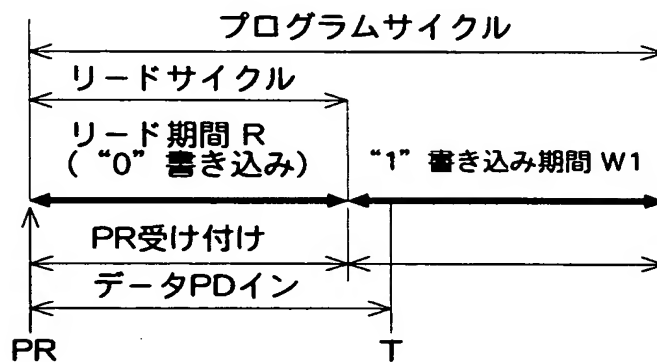 プログラムサイクル
リードサイクル
リード期間 R
(“0” 書き込み)
“1” 書き込み期間 W1
PR受け付け
データPDイン
PR
T